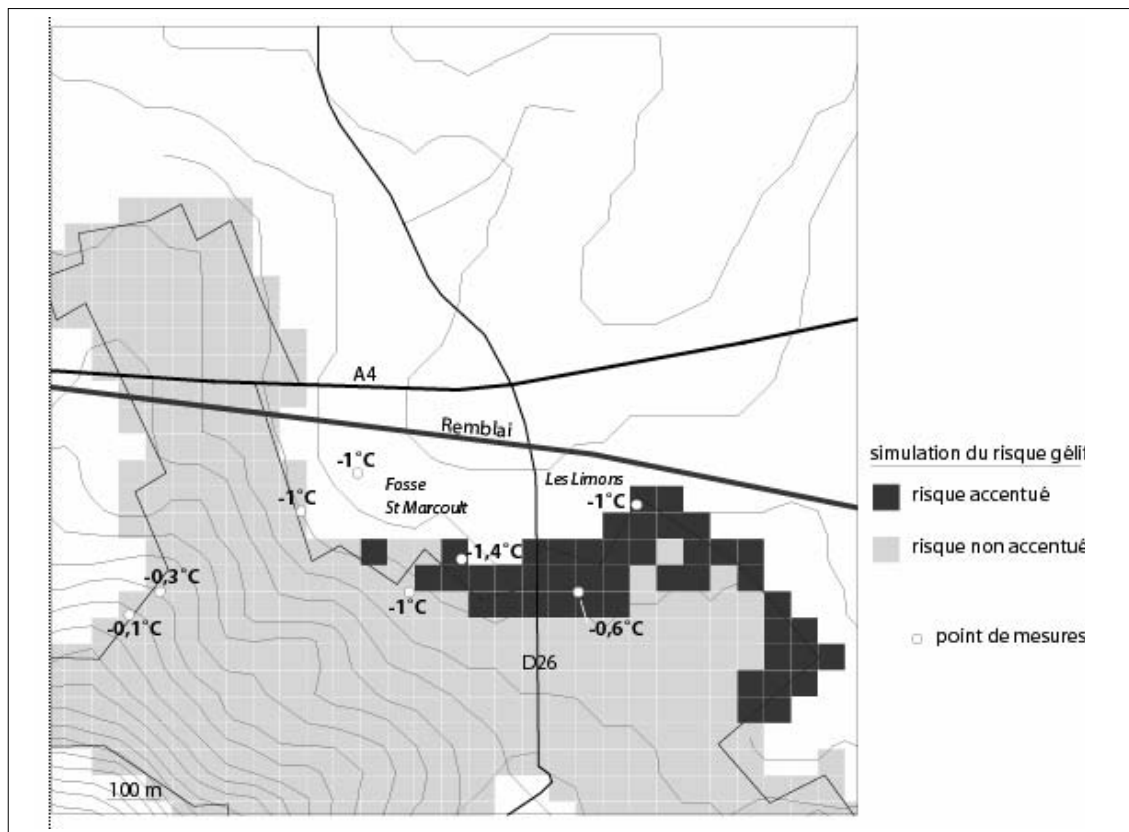 A4
Remblai
-1°C
Fosse
St Marcoult
Les Limons
-1°C
-1°C
-1,4°C
-0,3°C
-1°C
-0,1°C
-0,6°C
D26
100 m
simulation du risque gélif
risque accentué
risque non accentué
point de mesures